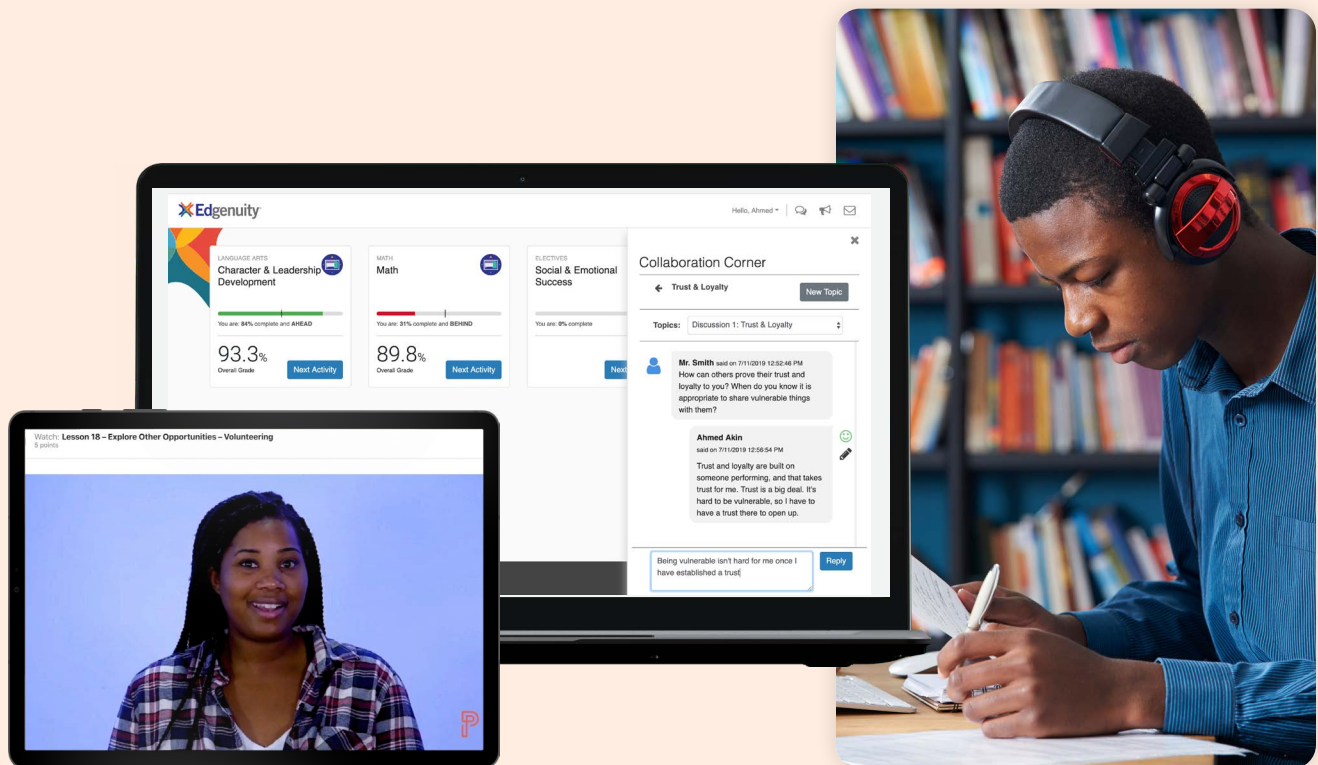 Edgenuity
Hello, Ahmed
LANGUAGE ARTS
Character & Leadership
Development
You are: 84% complete and AHEAD
93.3%
Overall Grade
Next Activity
MATH
Math
You are: 31% complete and BEHIND
89.8%
Overall Grade
Next Activity
ELECTIVES
Social & Emotional
Success
You are: 0% complete
Next
Collaboration Corner
Trust & Loyalty
New Topic
Topics: Discussion 1: Trust & Loyalty
Mr. Smith said on 7/11/2019 12:52:46 PM
How can others prove their trust and
loyalty to you? When do you know it is
appropriate to share vulnerable things
with them?
Ahmed Akin
said on 7/11/2019 12:56:54 PM
Trust and loyalty are built on
someone performing, and that takes
trust for me. Trust is a big deal. It's
hard to be vulnerable, so I have to
have a trust there to open up.
Being vulnerable isn't hard for me once I
have established a trust
Reply
Watch: Lesson 18 – Explore Other Opportunities – Volunteering
5 points
P